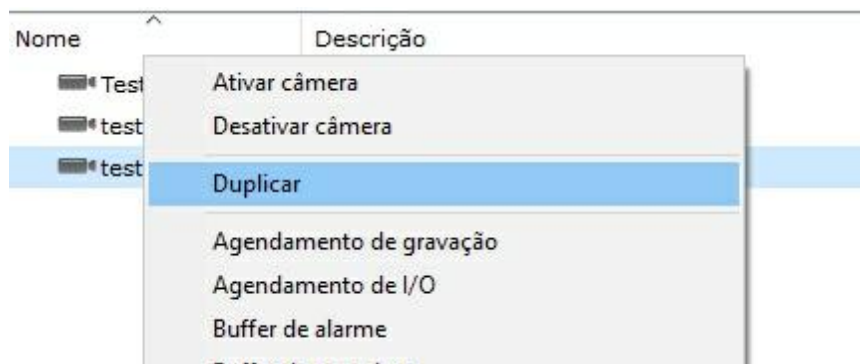 Nome Descrição
Test
Ativar câmera
test
Desativar câmera
test
Duplicar
Agendamento de gravação
Agendamento de I/O
Buffer de alarme